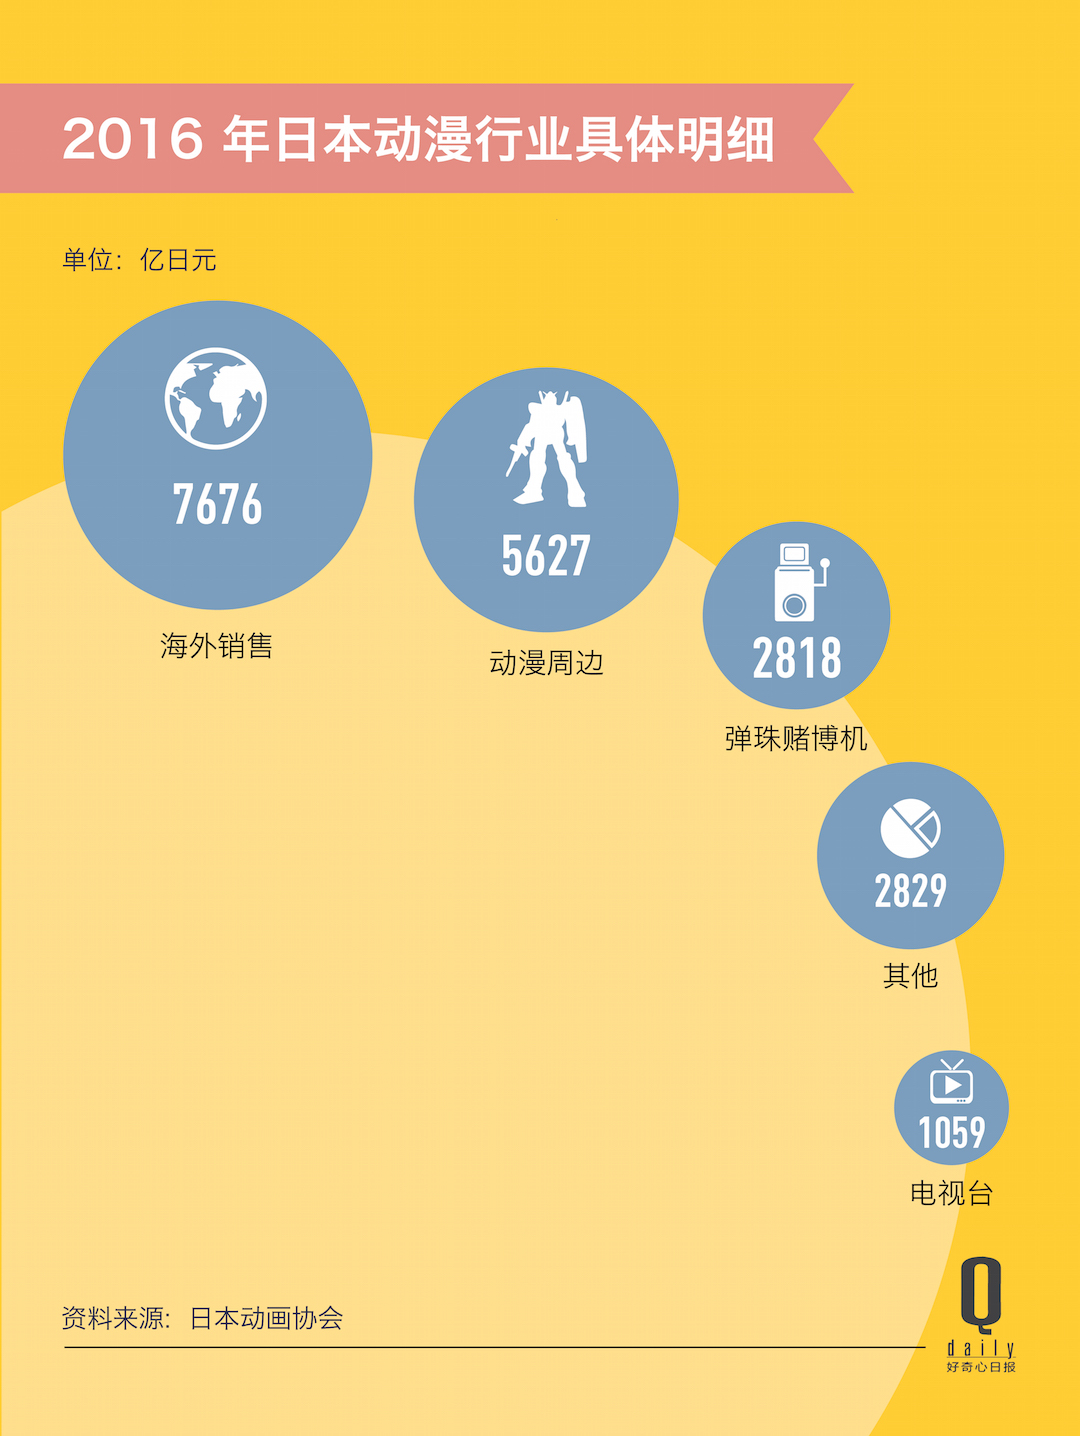 2016 年日本动漫行业具体明细
单位：亿日元
7676
海外销售
5627
动漫周边
2818
弹珠赌博机
2829
其他
1059
电视台
资料来源：日本动画协会
Q
daily
好奇心日报